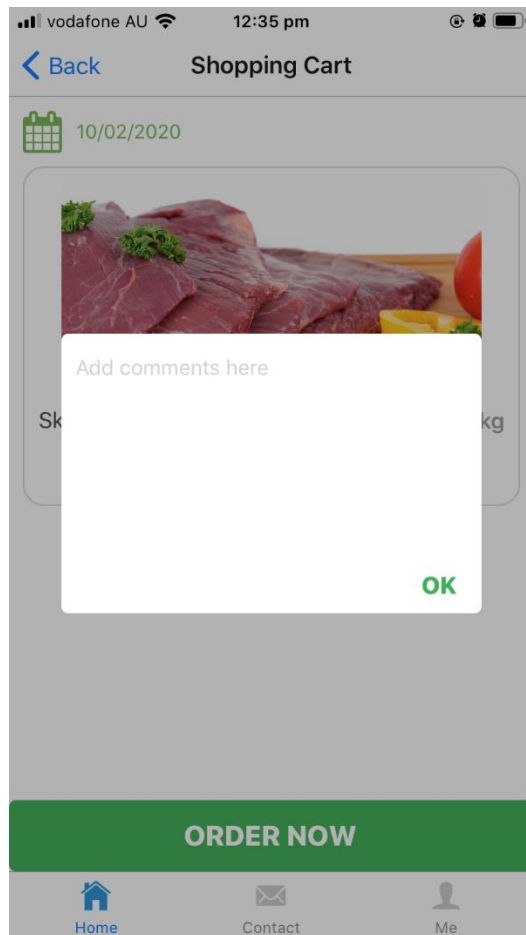 vodafone AU 12:35 pm
Back Shopping Cart
10/02/2020
Add comments here
Sk kg
OK
ORDER NOW
Home Contact Me